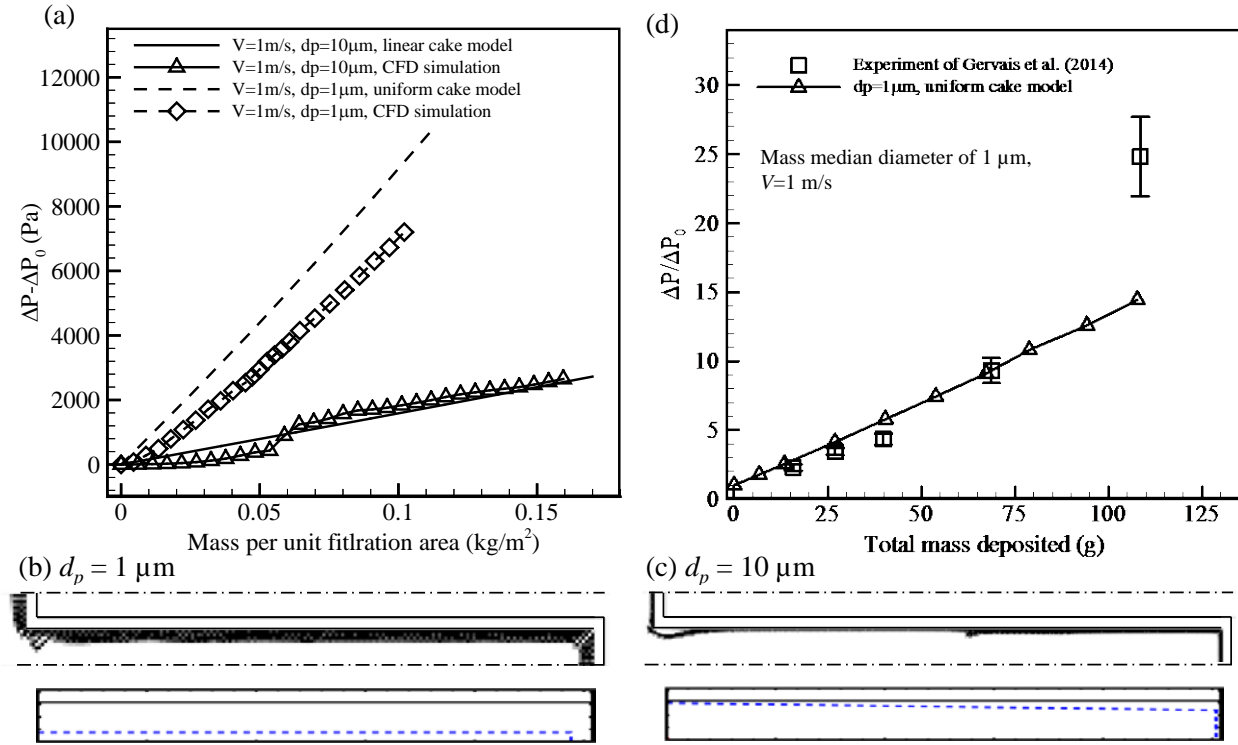 (a)
V=1m/s, dp=10µm, linear cake model
V=1m/s, dp=10µm, CFD simulation
V=1m/s, dp=1µm, uniform cake model
V=1m/s, dp=1µm, CFD simulation
12000
10000
8000
6000
4000
2000
0
ΔP-ΔP₀ (Pa)
0 0.05 0.1 0.15
Mass per unit fitlration area (kg/m²)
(d)
Experiment of Gervais et al. (2014)
dp=1µm, uniform cake model
Mass median diameter of 1 µm,
V=1 m/s
30
25
20
15
10
5
0
ΔP/ΔP₀
0 25 50 75 100 125
Total mass deposited (g)
(b) dₚ = 1 µm
(c) dₚ = 10 µm